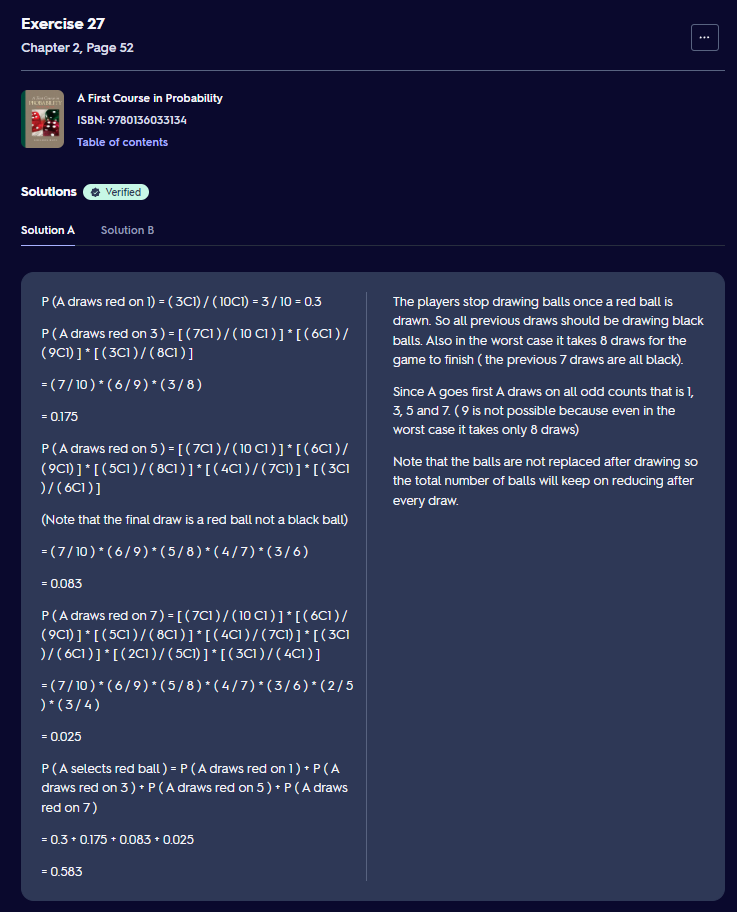 Exercise 27
Chapter 2, Page 52
...
A First Course in Probability
ISBN: 9780136033134
Table of contents
Solutions
Verified
Solution A
Solution B
P (A draws red on 1) = ( 3C1) / ( 10C1) = 3 / 10 = 0.3
P ( A draws red on 3 ) = [ ( 7C1 ) / ( 10 C1 ) ] * [ ( 6C1 ) /
( 9C1) ] * [ ( 3C1 ) / ( 8C1 ) ]
= ( 7 / 10 ) * ( 6 / 9 ) * ( 3 / 8 )
= 0.175
P ( A draws red on 5 ) = [ ( 7C1 ) / ( 10 C1 ) ] * [ ( 6C1 ) /
( 9C1) ] * [ ( 5C1 ) / ( 8C1 ) ] * [ ( 4C1 ) / ( 7C1) ] * [ ( 3C1
) / ( 6C1 ) ]
(Note that the final draw is a red ball not a black ball)
= ( 7 / 10 ) * ( 6 / 9 ) * ( 5 / 8 ) * ( 4 / 7 ) * ( 3 / 6 )
= 0.083
P ( A draws red on 7 ) = [ ( 7C1 ) / ( 10 C1 ) ] * [ ( 6C1 ) /
( 9C1) ] * [ ( 5C1 ) / ( 8C1 ) ] * [ ( 4C1 ) / ( 7C1) ] * [ ( 3C1
) / ( 6C1 ) ] * [ ( 2C1 ) / ( 5C1) ] * [ ( 3C1 ) / ( 4C1 ) ]
= ( 7 / 10 ) * ( 6 / 9 ) * ( 5 / 8 ) * ( 4 / 7 ) * ( 3 / 6 ) * ( 2 / 5
) * ( 3 / 4 )
= 0.025
P ( A selects red ball ) = P ( A draws red on 1 ) + P ( A
draws red on 3 ) + P ( A draws red on 5 ) + P ( A draws
red on 7 )
= 0.3 + 0.175 + 0.083 + 0.025
= 0.583
The players stop drawing balls once a red ball is
drawn. So all previous draws should be drawing black
balls. Also in the worst case it takes 8 draws for the
game to finish ( the previous 7 draws are all black).
Since A goes first A draws on all odd counts that is 1,
3, 5 and 7. ( 9 is not possible because even in the
worst case it takes only 8 draws)
Note that the balls are not replaced after drawing so
the total number of balls will keep on reducing after
every draw.